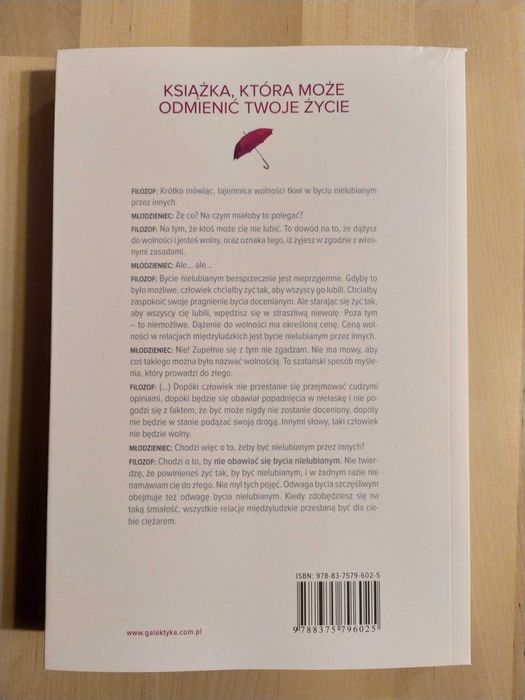 KSIĄŻKA, KTÓRA MOŻE
ODMIENIĆ TWOJE ŻYCIE
FILOZOF: Krótko mówiąc, tajemnica wolności tkwi w byciu nielubianym
przez innych.
MŁODZIENIEC: Że co? Na czym miałoby to polegać?
FILOZOF: Na tym, że ktoś może cię nie lubić. To dowód na to, że dążysz
do wolności i jesteś wolny, oraz oznaka tego, iż żyjesz w zgodzie z włas-
nymi zasadami.
MŁODZIENIEC: Ale... ale...
FILOZOF: Bycie nielubianym bezsprzecznie jest nieprzyjemne. Gdyby to
było możliwe, człowiek chciałby żyć tak, aby wszyscy go lubili. Chciałby
zaspokoić swoje pragnienie bycia docenianym. Ale starając się żyć tak,
aby wszyscy cię lubili, wpędzisz się w straszliwą niewolę. Poza tym
– to niemożliwe. Dążenie do wolności ma określoną cenę. Ceną wol-
ności w relacjach międzyludzkich jest bycie nielubianym przez innych.
MŁODZIENIEC: Nie! Zupełnie się z tym nie zgadzam. Nie ma mowy, aby
coś takiego można było nazwać wolnością. To szatański sposób myśle-
nia, który prowadzi do złego.
FILOZOF: (...) Dopóki człowiek nie przestanie się przejmować cudzymi
opiniami, dopóki będzie się obawiał popadnięcia w niełaskę i nie po-
godzi się z faktem, że być może nigdy nie zostanie doceniony, dopóty
nie będzie w stanie podążać swoją drogą. Innymi słowy, taki człowiek
nie będzie wolny.
MŁODZIENIEC: Chodzi więc o to, żeby być nielubianym przez innych?
FILOZOF: Chodzi o to, by nie obawiać się bycia nielubianym. Nie twier-
dzę, że powinieneś żyć tak, by być nielubianym, i w żadnym razie nie
namawiam cię do złego. Nie myl tych pojęć. Odwaga bycia szczęśliwym
obejmuje też odwagę bycia nielubianym. Kiedy zdobędziesz się na
taką śmiałość, wszystkie relacje międzyludzkie przestaną być dla cie-
bie ciężarem.
ISBN: 978-83-7579-602-5
9 788375 796025
www.galaktyka.com.pl